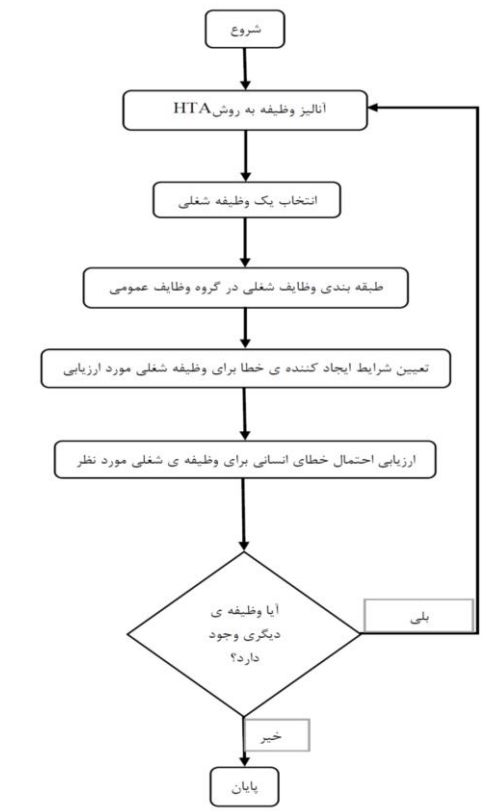 شروع
آنالیز وظیفه به روش HTA
انتخاب یک وظیفه شغلی
طبقه بندی وظایف شغلی در گروه وظایف عمومی
تعیین شرایط ایجاد کننده ی خطا برای وظیفه شغلی مورد ارزیابی
ارزیابی احتمال خطای انسانی برای وظیفه ی شغلی مورد نظر
آیا وظیفه ی
دیگری وجود
دارد؟
بلی
خیر
پایان